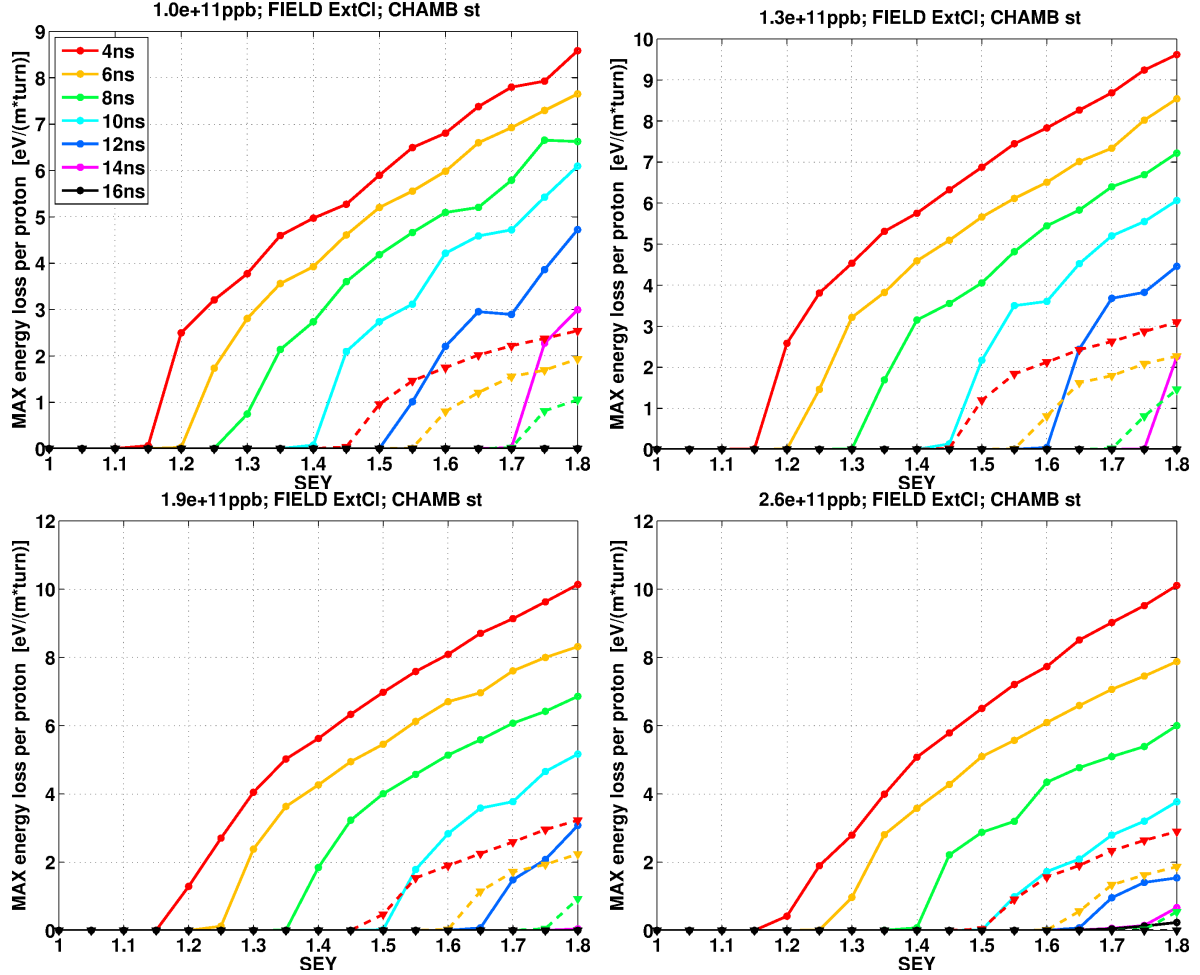 1.0e+11ppb; FIELD ExtCl; CHAMB st
MAX energy loss per proton [eV/(m*turn)]
9
8
7
6
5
4
3
2
1
0
4ns
6ns
8ns
10ns
12ns
14ns
16ns
1 1.1 1.2 1.3 1.4 1.5 1.6 1.7 1.8
SEY
1.3e+11ppb; FIELD ExtCl; CHAMB st
MAX energy loss per proton [eV/(m*turn)]
10
9
8
7
6
5
4
3
2
1
0
1 1.1 1.2 1.3 1.4 1.5 1.6 1.7 1.8
SEY
1.9e+11ppb; FIELD ExtCl; CHAMB st
MAX energy loss per proton [eV/(m*turn)]
12
10
8
6
4
2
0
1 1.1 1.2 1.3 1.4 1.5 1.6 1.7 1.8
SEY
2.6e+11ppb; FIELD ExtCl; CHAMB st
MAX energy loss per proton [eV/(m*turn)]
12
10
8
6
4
2
0
1 1.1 1.2 1.3 1.4 1.5 1.6 1.7 1.8
SEY